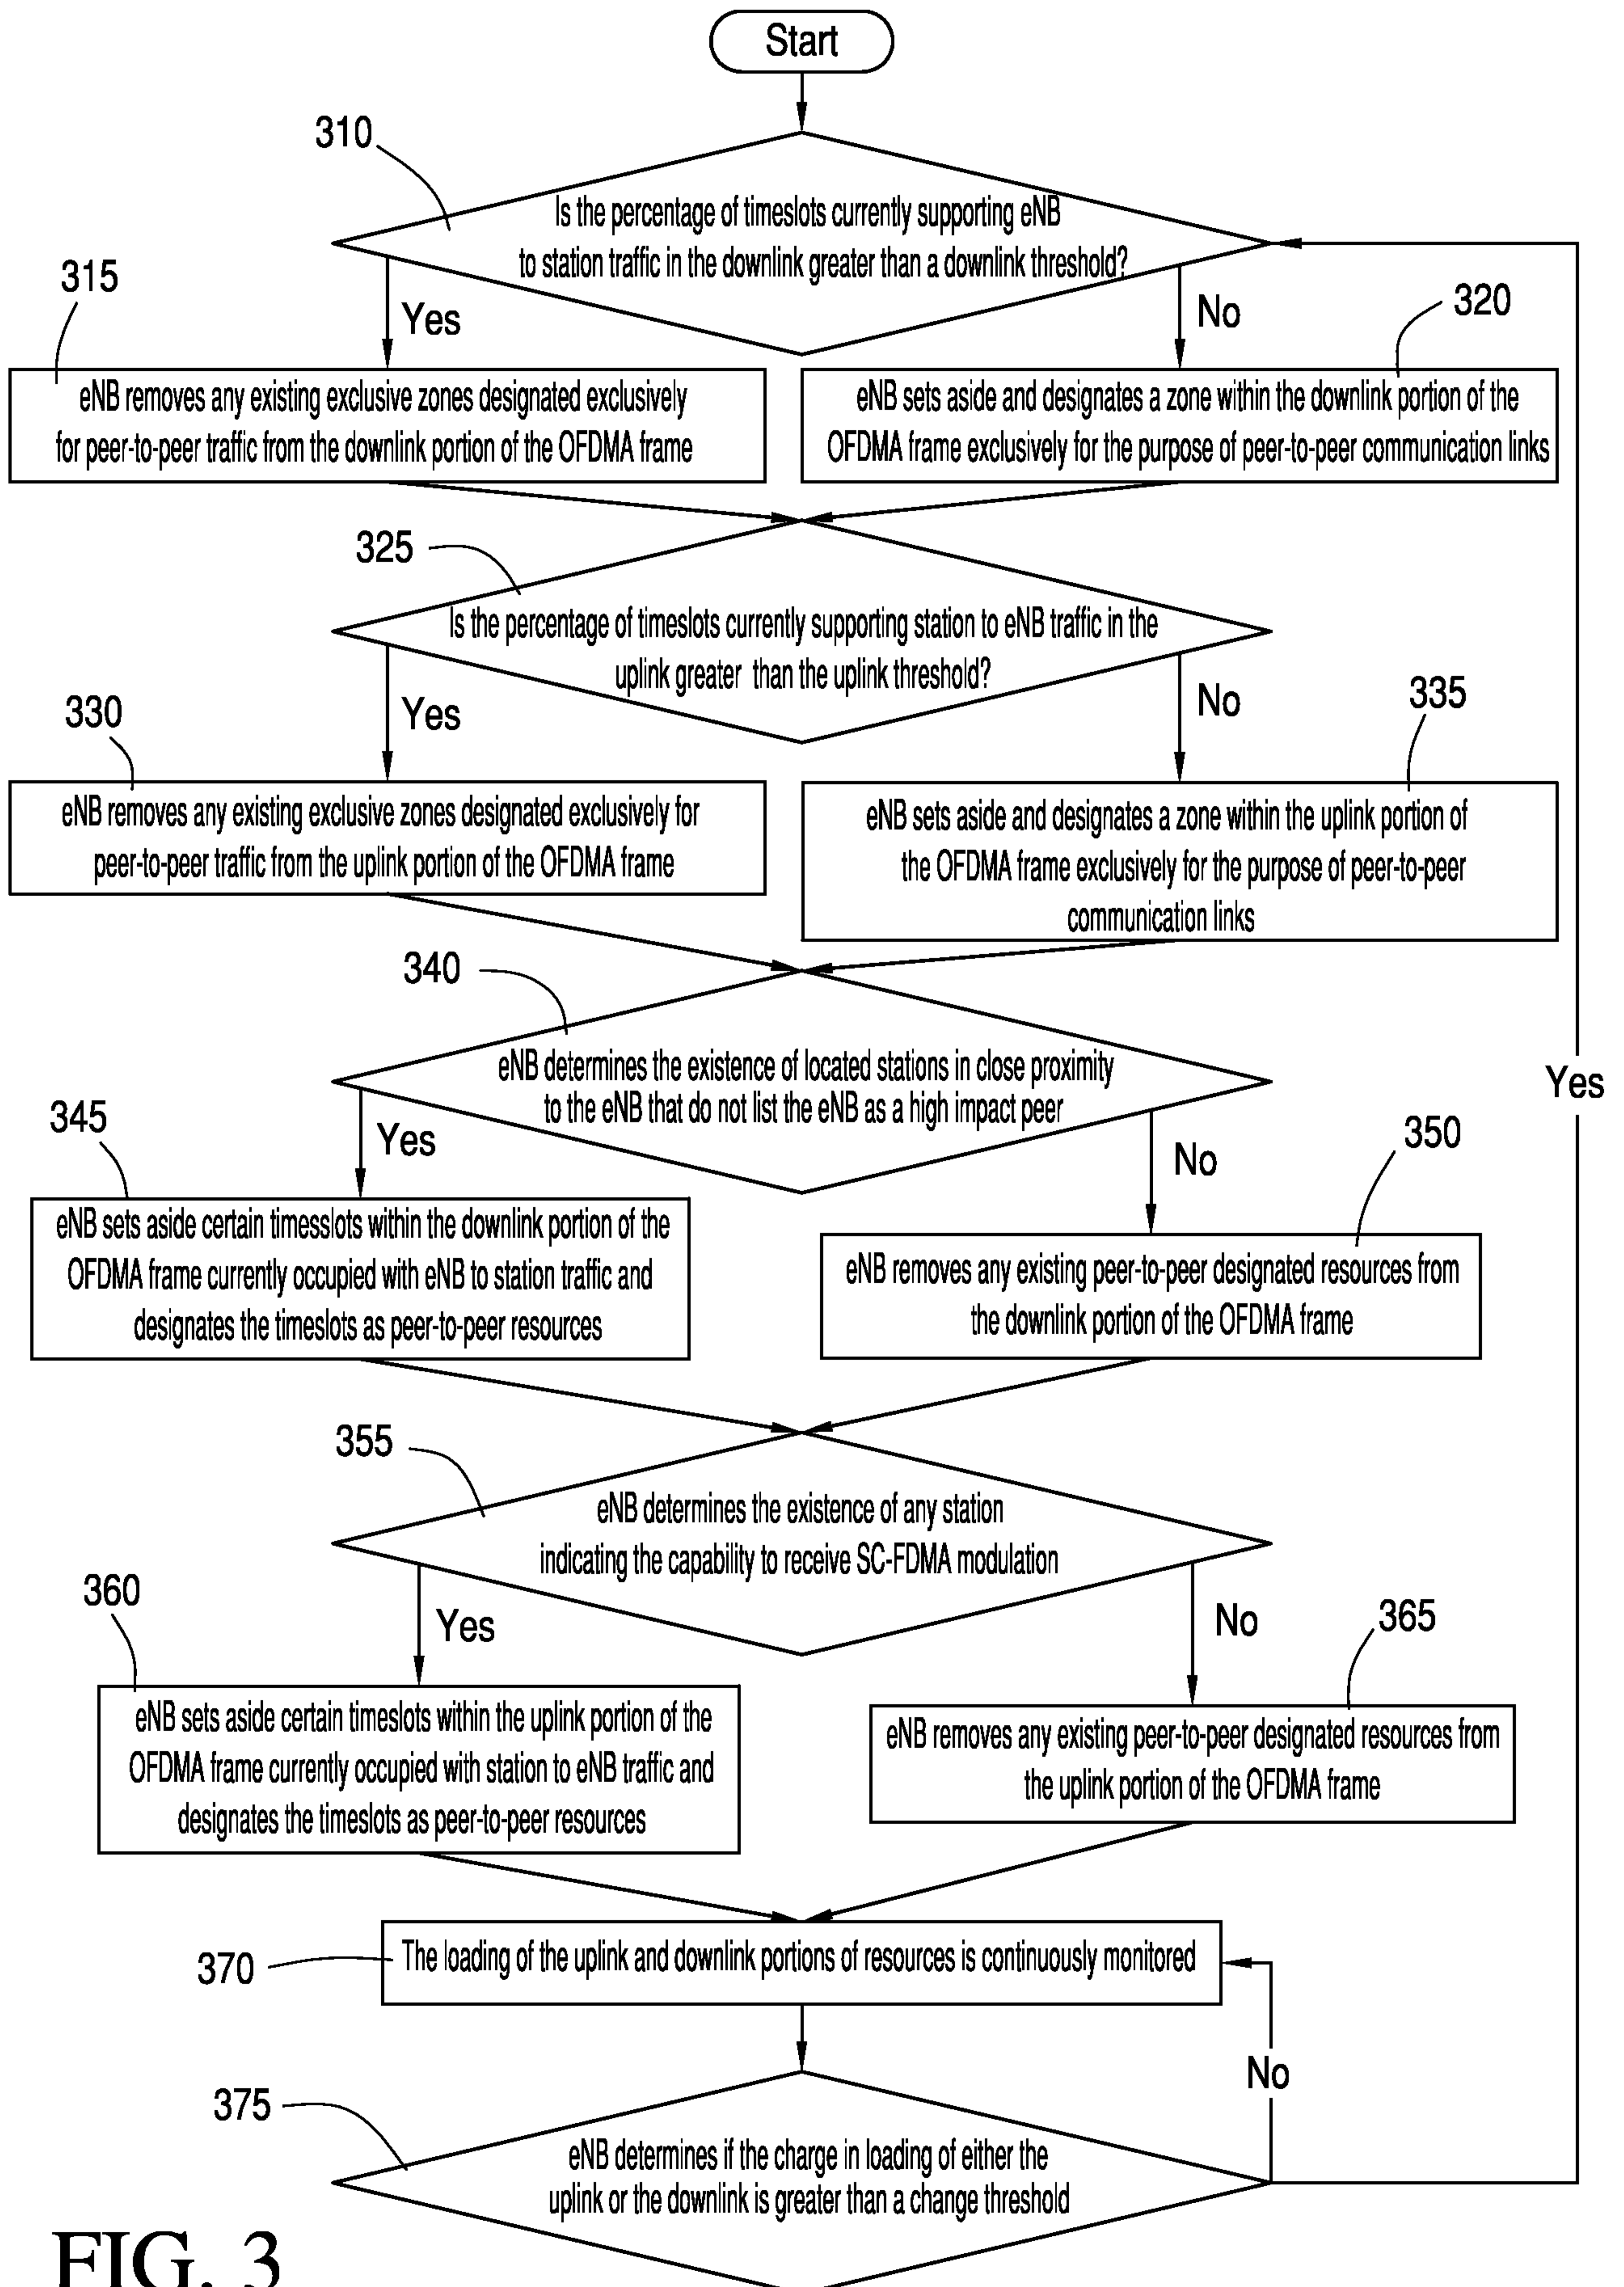 Start
310
Is the percentage of timeslots currently supporting eNB
to station traffic in the downlink greater than a downlink threshold?
315
Yes
No
320
eNB removes any existing exclusive zones designated exclusively
for peer-to-peer traffic from the downlink portion of the OFDMA frame
eNB sets aside and designates a zone within the downlink portion of the
OFDMA frame exclusively for the purpose of peer-to-peer communication links
325
Is the percentage of timeslots currently supporting station to eNB traffic in the
uplink greater than the uplink threshold?
330
Yes
No
335
eNB removes any existing exclusive zones designated exclusively for
peer-to-peer traffic from the uplink portion of the OFDMA frame
eNB sets aside and designates a zone within the uplink portion of
the OFDMA frame exclusively for the purpose of peer-to-peer
communication links
340
eNB determines the existence of located stations in close proximity
to the eNB that do not list the eNB as a high impact peer
Yes
345
Yes
No
350
eNB sets aside certain timesslots within the downlink portion of the
OFDMA frame currently occupied with eNB to station traffic and
designates the timeslots as peer-to-peer resources
eNB removes any existing peer-to-peer designated resources from
the downlink portion of the OFDMA frame
355
eNB determines the existence of any station
indicating the capability to receive SC-FDMA modulation
360
Yes
No
365
eNB sets aside certain timeslots within the uplink portion of the
OFDMA frame currently occupied with station to eNB traffic and
designates the timeslots as peer-to-peer resources
eNB removes any existing peer-to-peer designated resources from
the uplink portion of the OFDMA frame
370
The loading of the uplink and downlink portions of resources is continuously monitored
No
375
eNB determines if the charge in loading of either the
uplink or the downlink is greater than a change threshold
FIG. 3